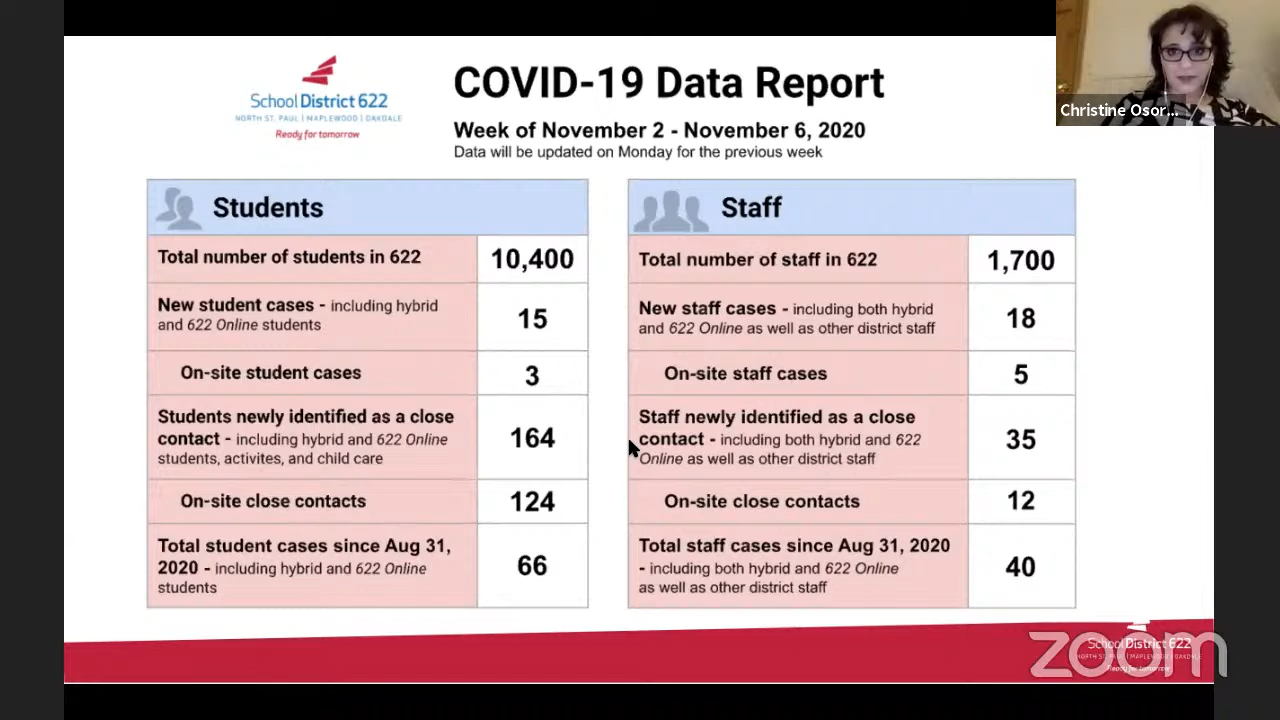 COVID-19 Data Report
School District 622
NORTH ST. PAUL | MAPLEWOOD | OAKDALE
Ready for tomorrow
Week of November 2 - November 6, 2020
Data will be updated on Monday for the previous week
Christine Osor...
Students
Total number of students in 622
10,400
New student cases - including hybrid
and 622 Online students
15
On-site student cases
3
Students newly identified as a close
contact - including hybrid and 622 Online
students, activites, and child care
164
On-site close contacts
124
Total student cases since Aug 31,
2020 - including hybrid and 622 Online
students
66
Staff
Total number of staff in 622
1,700
New staff cases - including both hybrid
and 622 Online as well as other district staff
18
On-site staff cases
5
Staff newly identified as a close
contact - including both hybrid and 622
Online as well as other district staff
35
On-site close contacts
12
Total staff cases since Aug 31, 2020
- including both hybrid and 622 Online
as well as other district staff
40
School District 622
NORTH ST. PAUL | MAPLEWOOD | OAKDALE
Ready for tomorrow
zoom